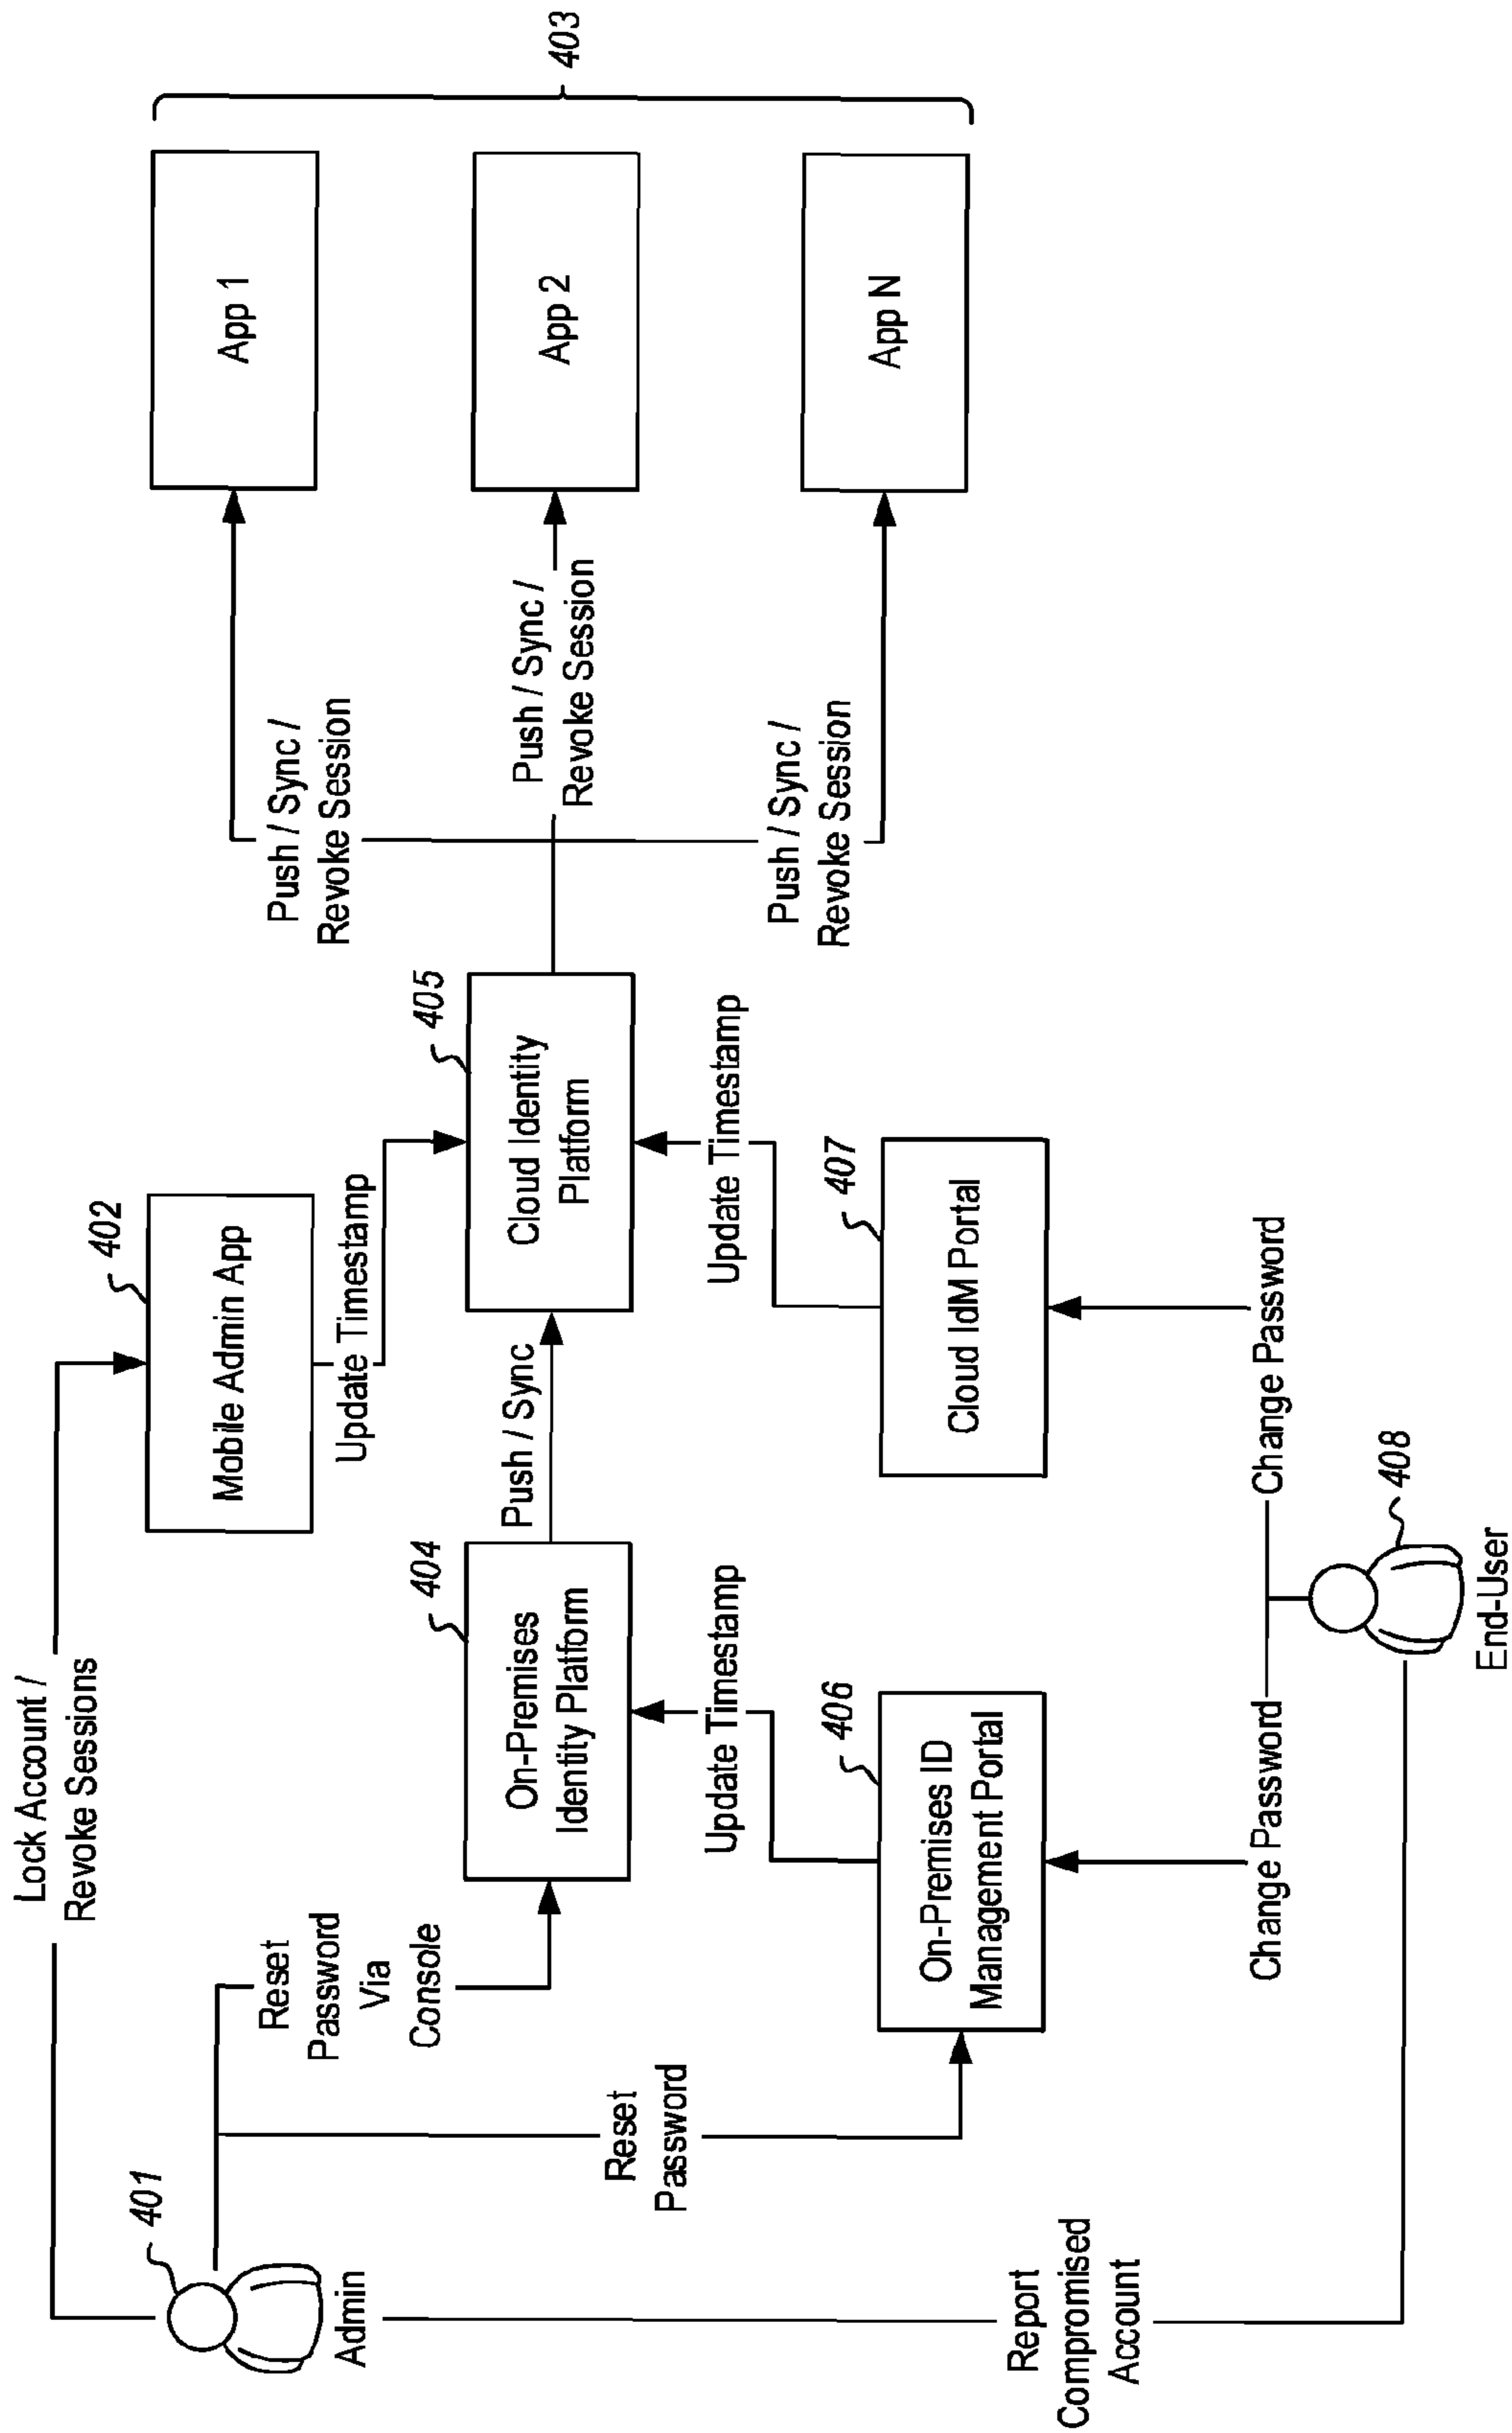 Lock Account /
Revoke Sessions
401
Admin
Reset
Password
Via
Console
Reset
Password
Report
Compromised
Account
402
Mobile Admin App
Update Timestamp
404
On-Premises
Identity Platform
Push / Sync
405
Cloud Identity
Platform
Update Timestamp
406
On-Premises ID
Management Portal
Update Timestamp
407
Cloud IdM Portal
Change Password
Change Password
408
End-User
Push / Sync /
Revoke Session
Push / Sync /
Revoke Session
Push / Sync /
Revoke Session
App 1
App 2
App N
403